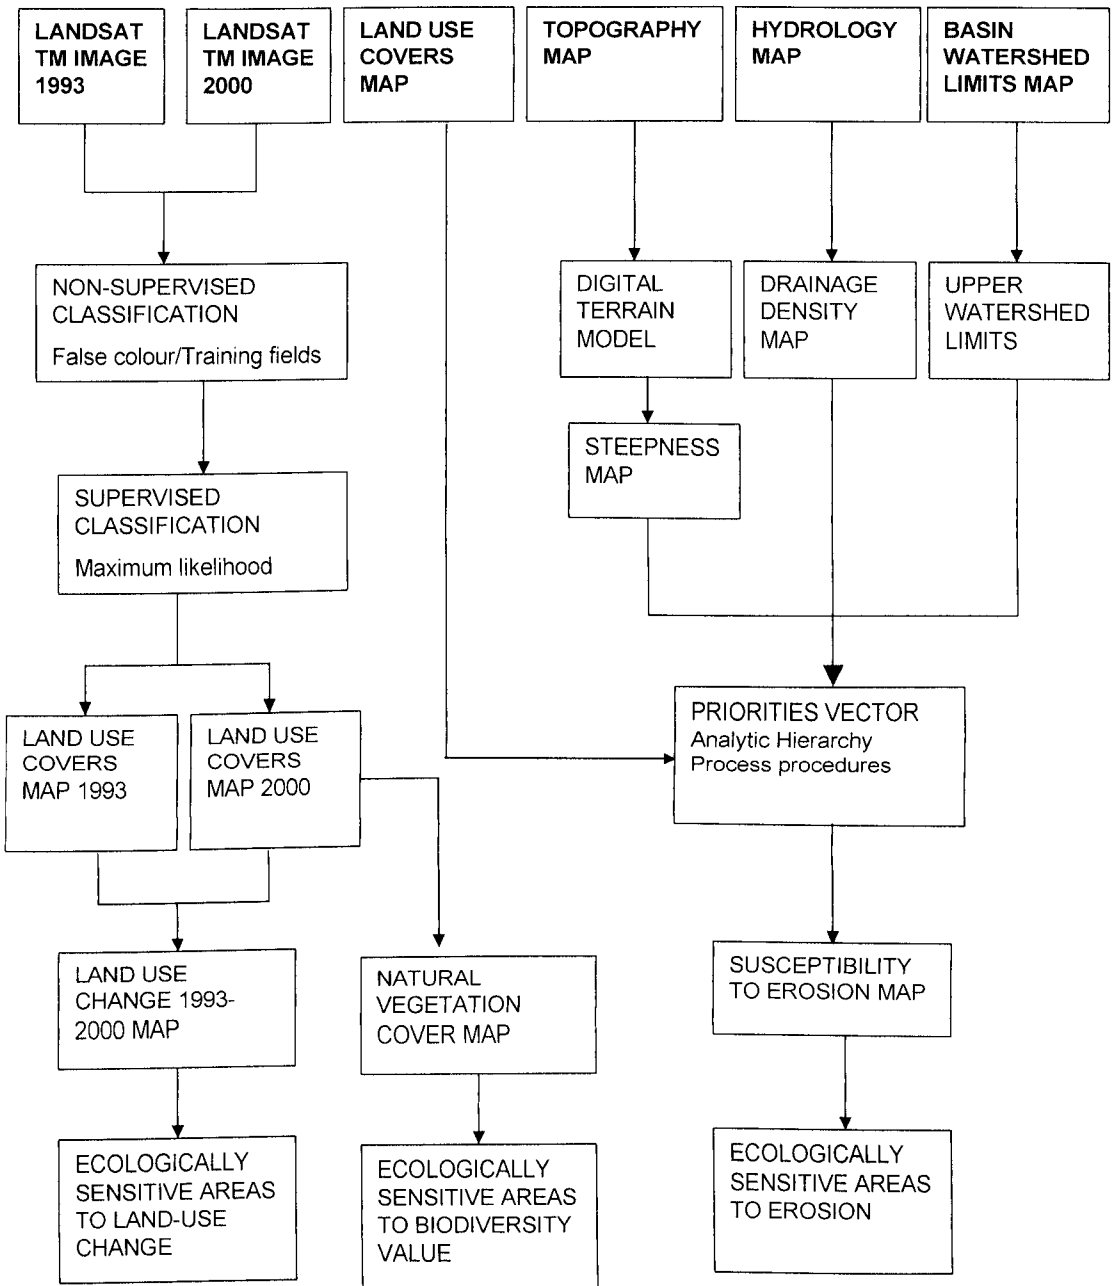 LANDSAT
TM IMAGE
1993
LANDSAT
TM IMAGE
2000
LAND USE
COVERS
MAP
TOPOGRAPHY
MAP
HYDROLOGY
MAP
BASIN
WATERSHED
LIMITS MAP
NON-SUPERVISED
CLASSIFICATION
False colour/Training fields
DIGITAL
TERRAIN
MODEL
DRAINAGE
DENSITY
MAP
UPPER
WATERSHED
LIMITS
STEEPNESS
MAP
SUPERVISED
CLASSIFICATION
Maximum likelihood
LAND USE
COVERS
MAP 1993
LAND USE
COVERS
MAP 2000
PRIORITIES VECTOR
Analytic Hierarchy
Process procedures
LAND USE
CHANGE 1993-
2000 MAP
NATURAL
VEGETATION
COVER MAP
SUSCEPTIBILITY
TO EROSION MAP
ECOLOGICALLY
SENSITIVE AREAS
TO LAND-USE
CHANGE
ECOLOGICALLY
SENSITIVE AREAS
TO BIODIVERSITY
VALUE
ECOLOGICALLY
SENSITIVE AREAS
TO EROSION